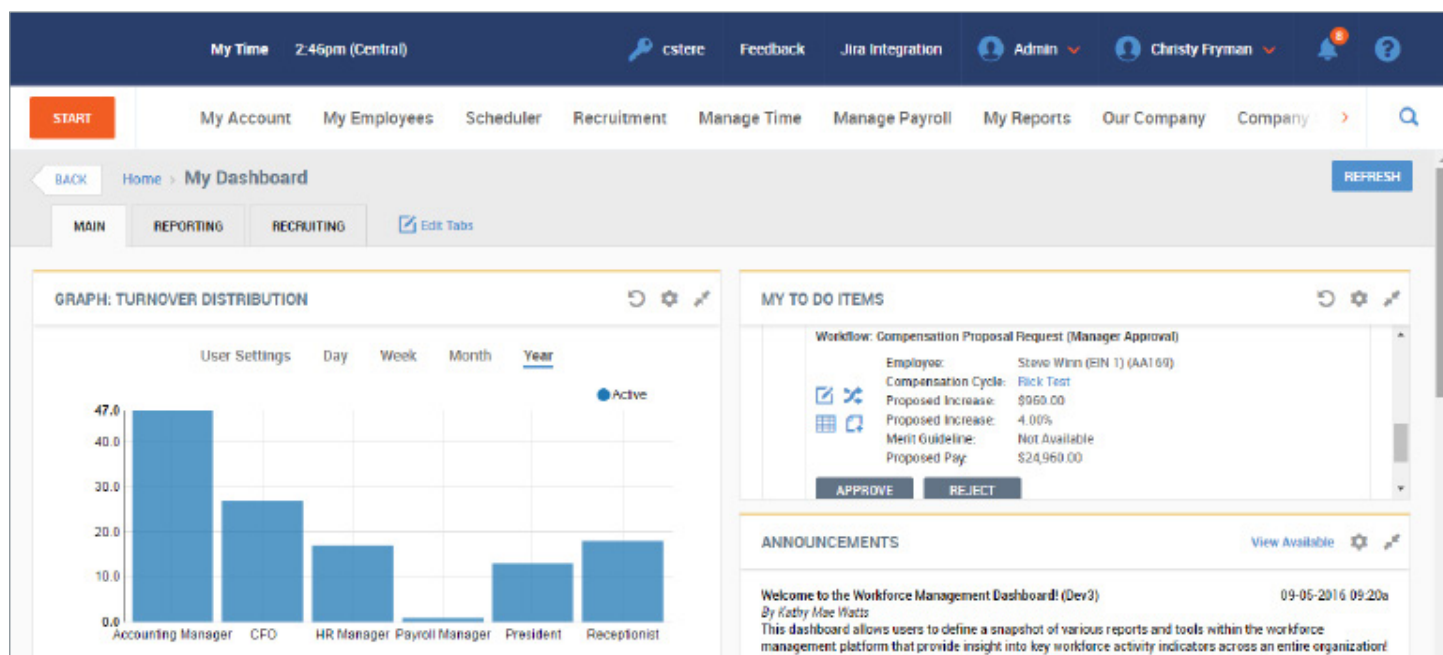 My Time 2:46pm (Central) cstere Feedback Jira Integration Admin Christy Fryman 8 ?
START My Account My Employees Scheduler Recruitment Manage Time Manage Payroll My Reports Our Company Company >
BACK Home > My Dashboard REFRESH
MAIN REPORTING RECRUITING Edit Tabs
GRAPH: TURNOVER DISTRIBUTION
User Settings Day Week Month Year
Active
47.0
40.0
30.0
20.0
10.0
0.0
Accounting Manager CFO HR Manager Payroll Manager President Receptionist
MY TO DO ITEMS
Workflow: Compensation Proposal Request (Manager Approval)
Employee: Steve Winn (EIN 1) (AA169)
Compensation Cycle: Rick Test
Proposed Increase: $960.00
Proposed Increase: 4.00%
Merit Guideline: Not Available
Proposed Pay: $24,960.00
APPROVE REJECT
ANNOUNCEMENTS View Available
Welcome to the Workforce Management Dashboard! (Dev3) 09-05-2016 09:20a
By Kathy Mae Watts
This dashboard allows users to define a snapshot of various reports and tools within the workforce
management platform that provide insight into key workforce activity indicators across an entire organization!